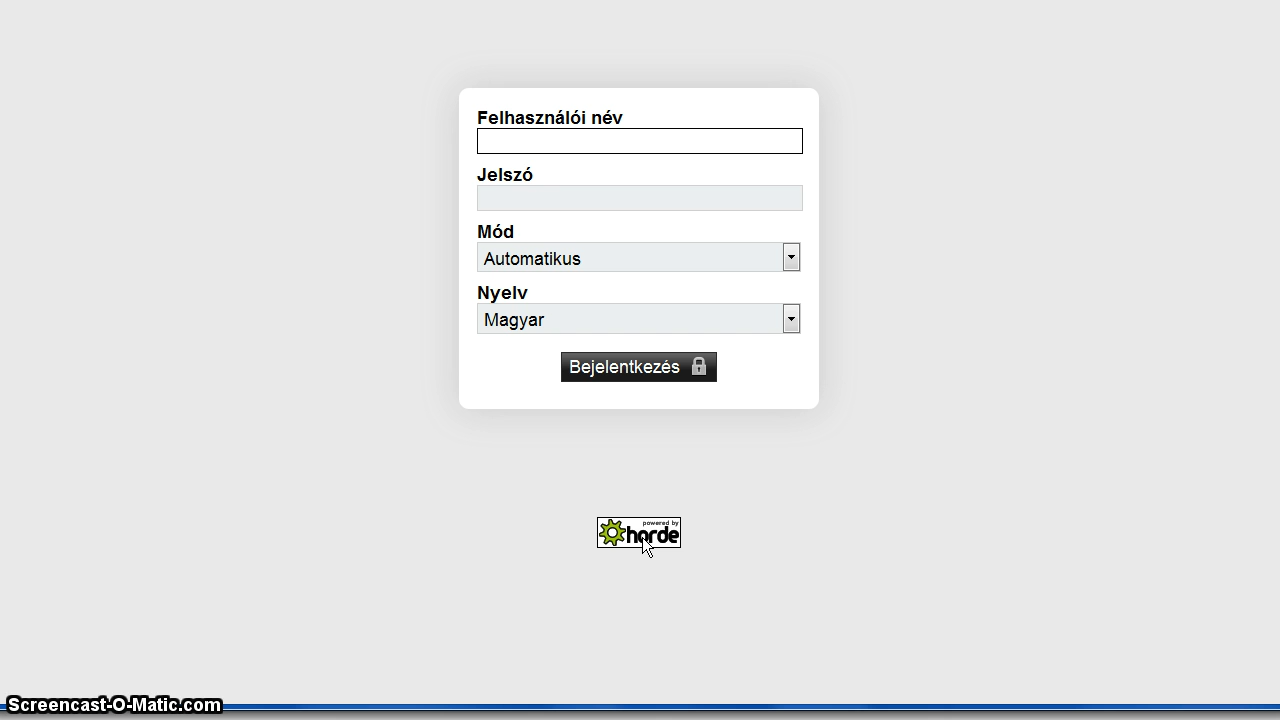 Felhasználói név
Jelszó
Mód
Automatikus
Nyelv
Magyar
Bejelentkezés
powered by
horde
Screencast-O-Matic.com